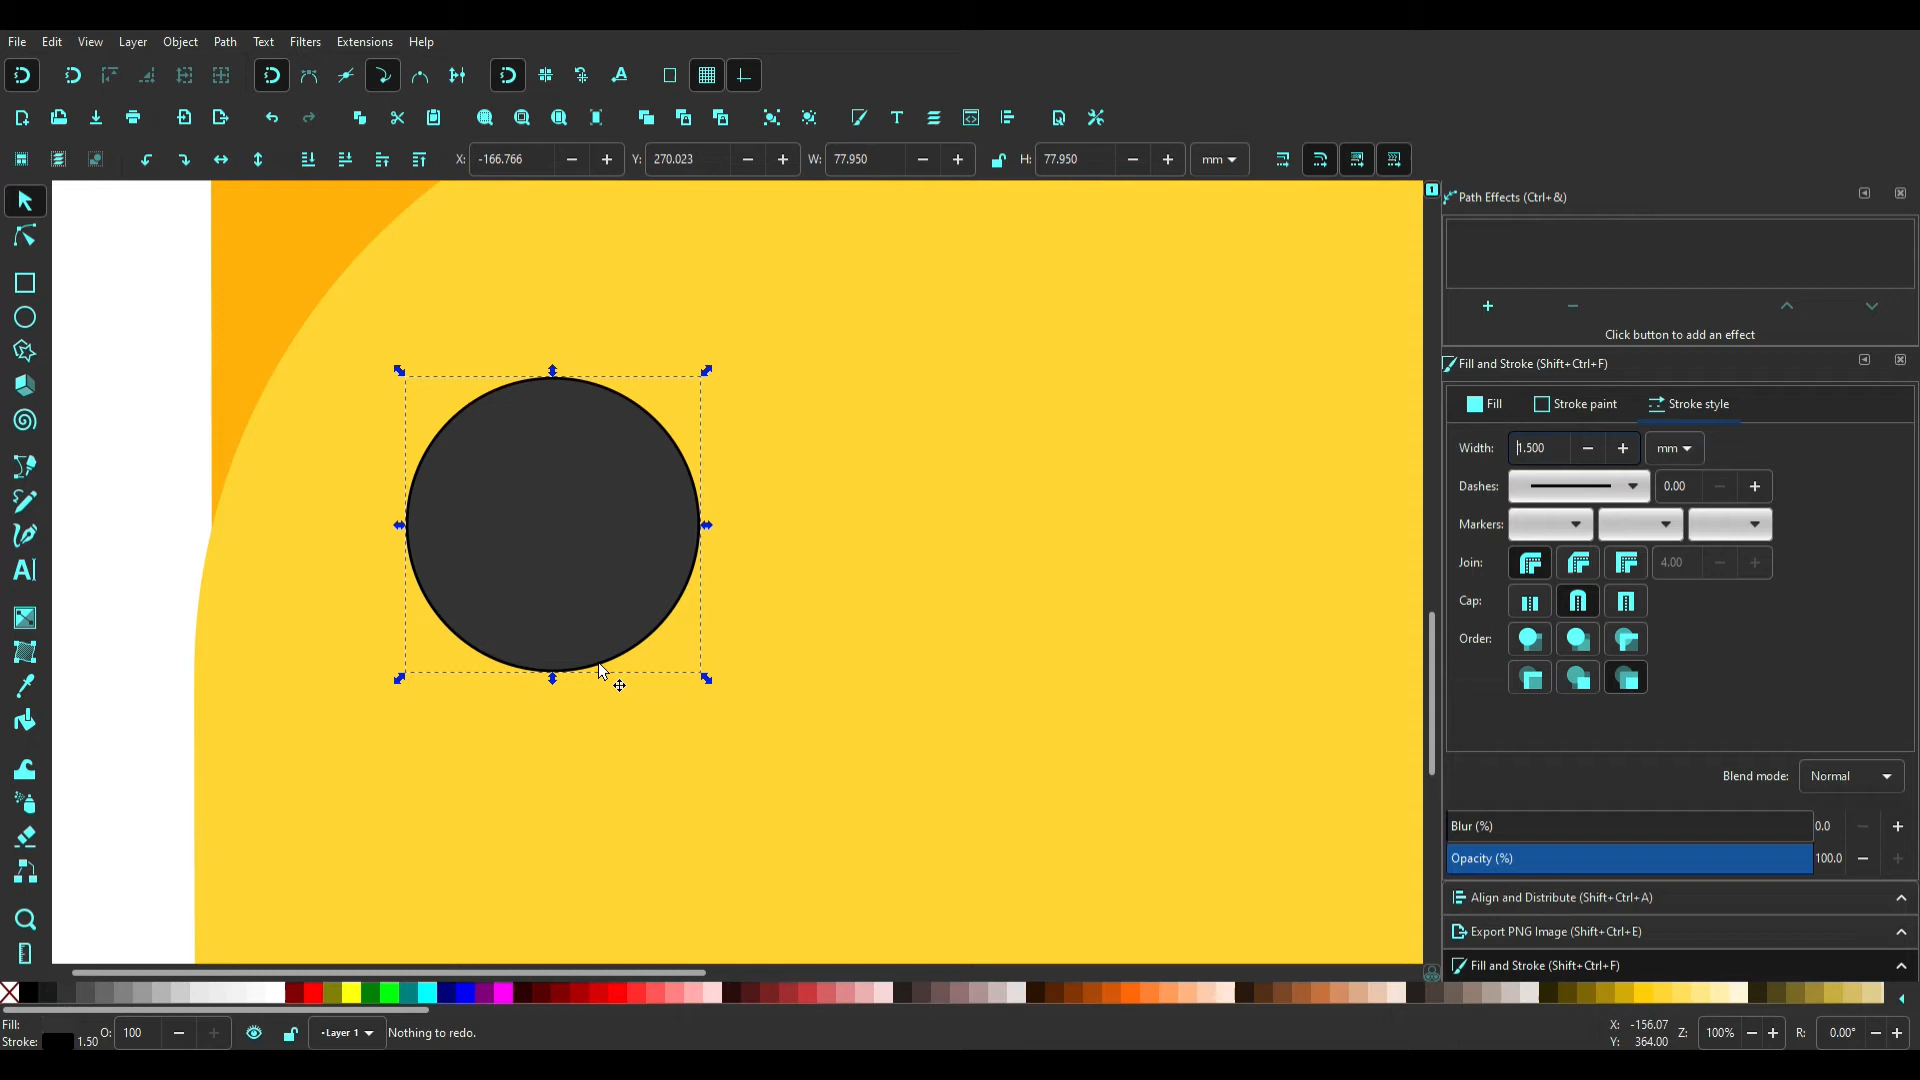 File Edit View Layer Object Path Text Filters Extensions Help
X: -166.766 Y: 270.023 W: 77.950 H: 77.950 mm
Path Effects (Ctrl+&)
Click button to add an effect
Fill and Stroke (Shift+Ctrl+F)
Fill Stroke paint Stroke style
Width: 1.500 mm
Dashes: 0.00
Markers:
Join: 4.00
Cap:
Order:
Blend mode: Normal
Blur (%) 0.0
Opacity (%) 100.0
Align and Distribute (Shift+Ctrl+A)
Export PNG Image (Shift+Ctrl+E)
Fill and Stroke (Shift+Ctrl+F)
Fill:
Stroke: 1.50 O: 100 -Layer 1 Nothing to redo.
X: -156.07
Y: 364.00
Z: 100% R: 0.00°